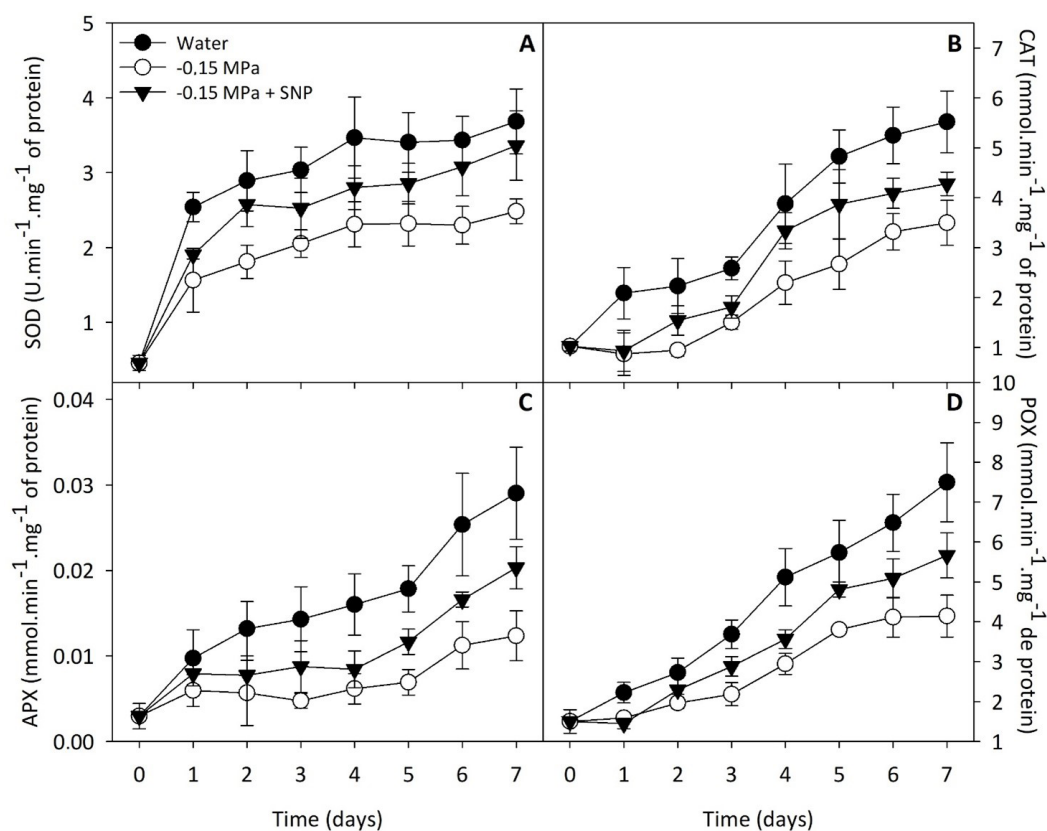 A
Water
-0.15 MPa
-0.15 MPa + SNP
5
4
3
2
1
SOD (U.min⁻¹.mg⁻¹ of protein)
B
7
6
5
4
3
2
1
CAT (mmol.min⁻¹.mg⁻¹ of protein)
C
0.04
0.03
0.02
0.01
0.00
APX (mmol.min⁻¹.mg⁻¹ of protein)
0 1 2 3 4 5 6 7
Time (days)
D
10
9
8
7
6
5
4
3
2
1
POX (mmol.min⁻¹.mg⁻¹ de protein)
0 1 2 3 4 5 6 7
Time (days)